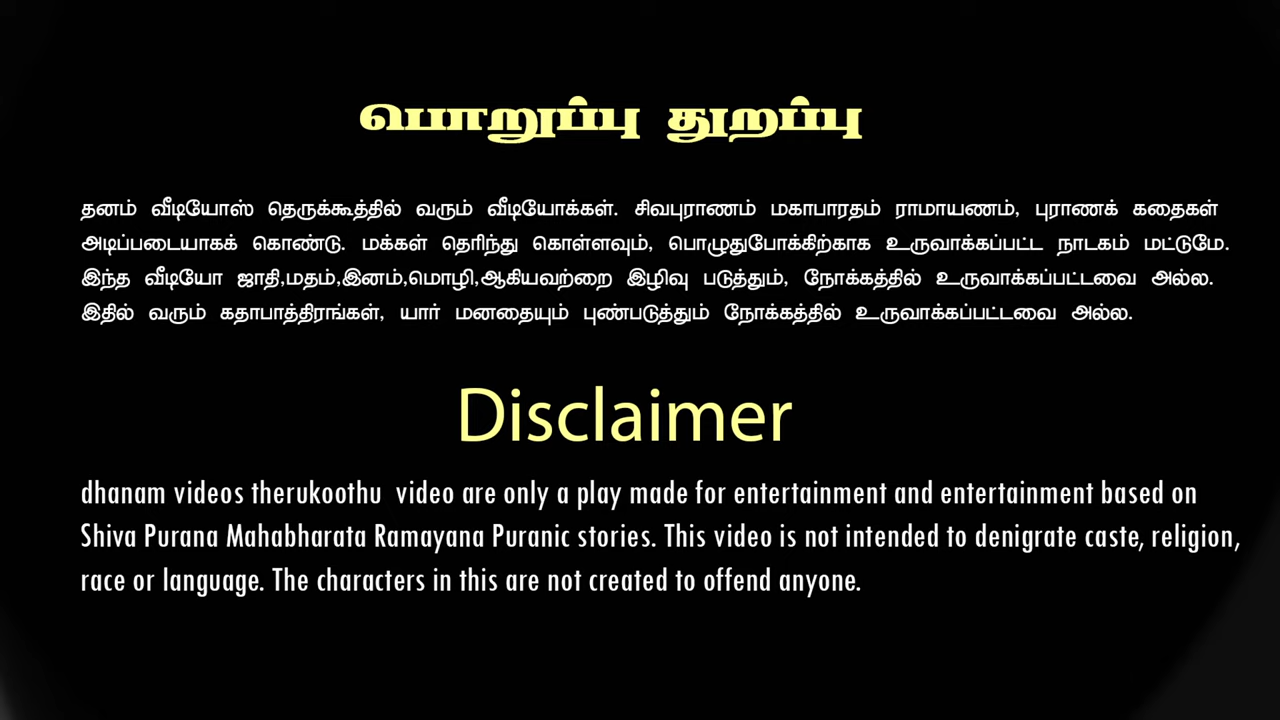 பொறுப்பு துறப்பு
தனம் வீடியோஸ் தெருக்கூத்தில் வரும் வீடியோக்கள். சிவபுராணம் மகாபாரதம் ராமாயணம், புராணக் கதைகள்
அடிப்படையாகக் கொண்டு. மக்கள் தெரிந்து கொள்ளவும், பொழுதுபோக்கிற்காக உருவாக்கப்பட்ட நாடகம் மட்டுமே.
இந்த வீடியோ ஜாதி,மதம்,இனம்,மொழி,ஆகியவற்றை இழிவு படுத்தும், நோக்கத்தில் உருவாக்கப்பட்டவை அல்ல.
இதில் வரும் கதாபாத்திரங்கள், யார் மனதையும் புண்படுத்தும் நோக்கத்தில் உருவாக்கப்பட்டவை அல்ல.
Disclaimer
dhanam videos therukoothu video are only a play made for entertainment and entertainment based on
Shiva Purana Mahabharata Ramayana Puranic stories. This video is not intended to denigrate caste, religion,
race or language. The characters in this are not created to offend anyone.